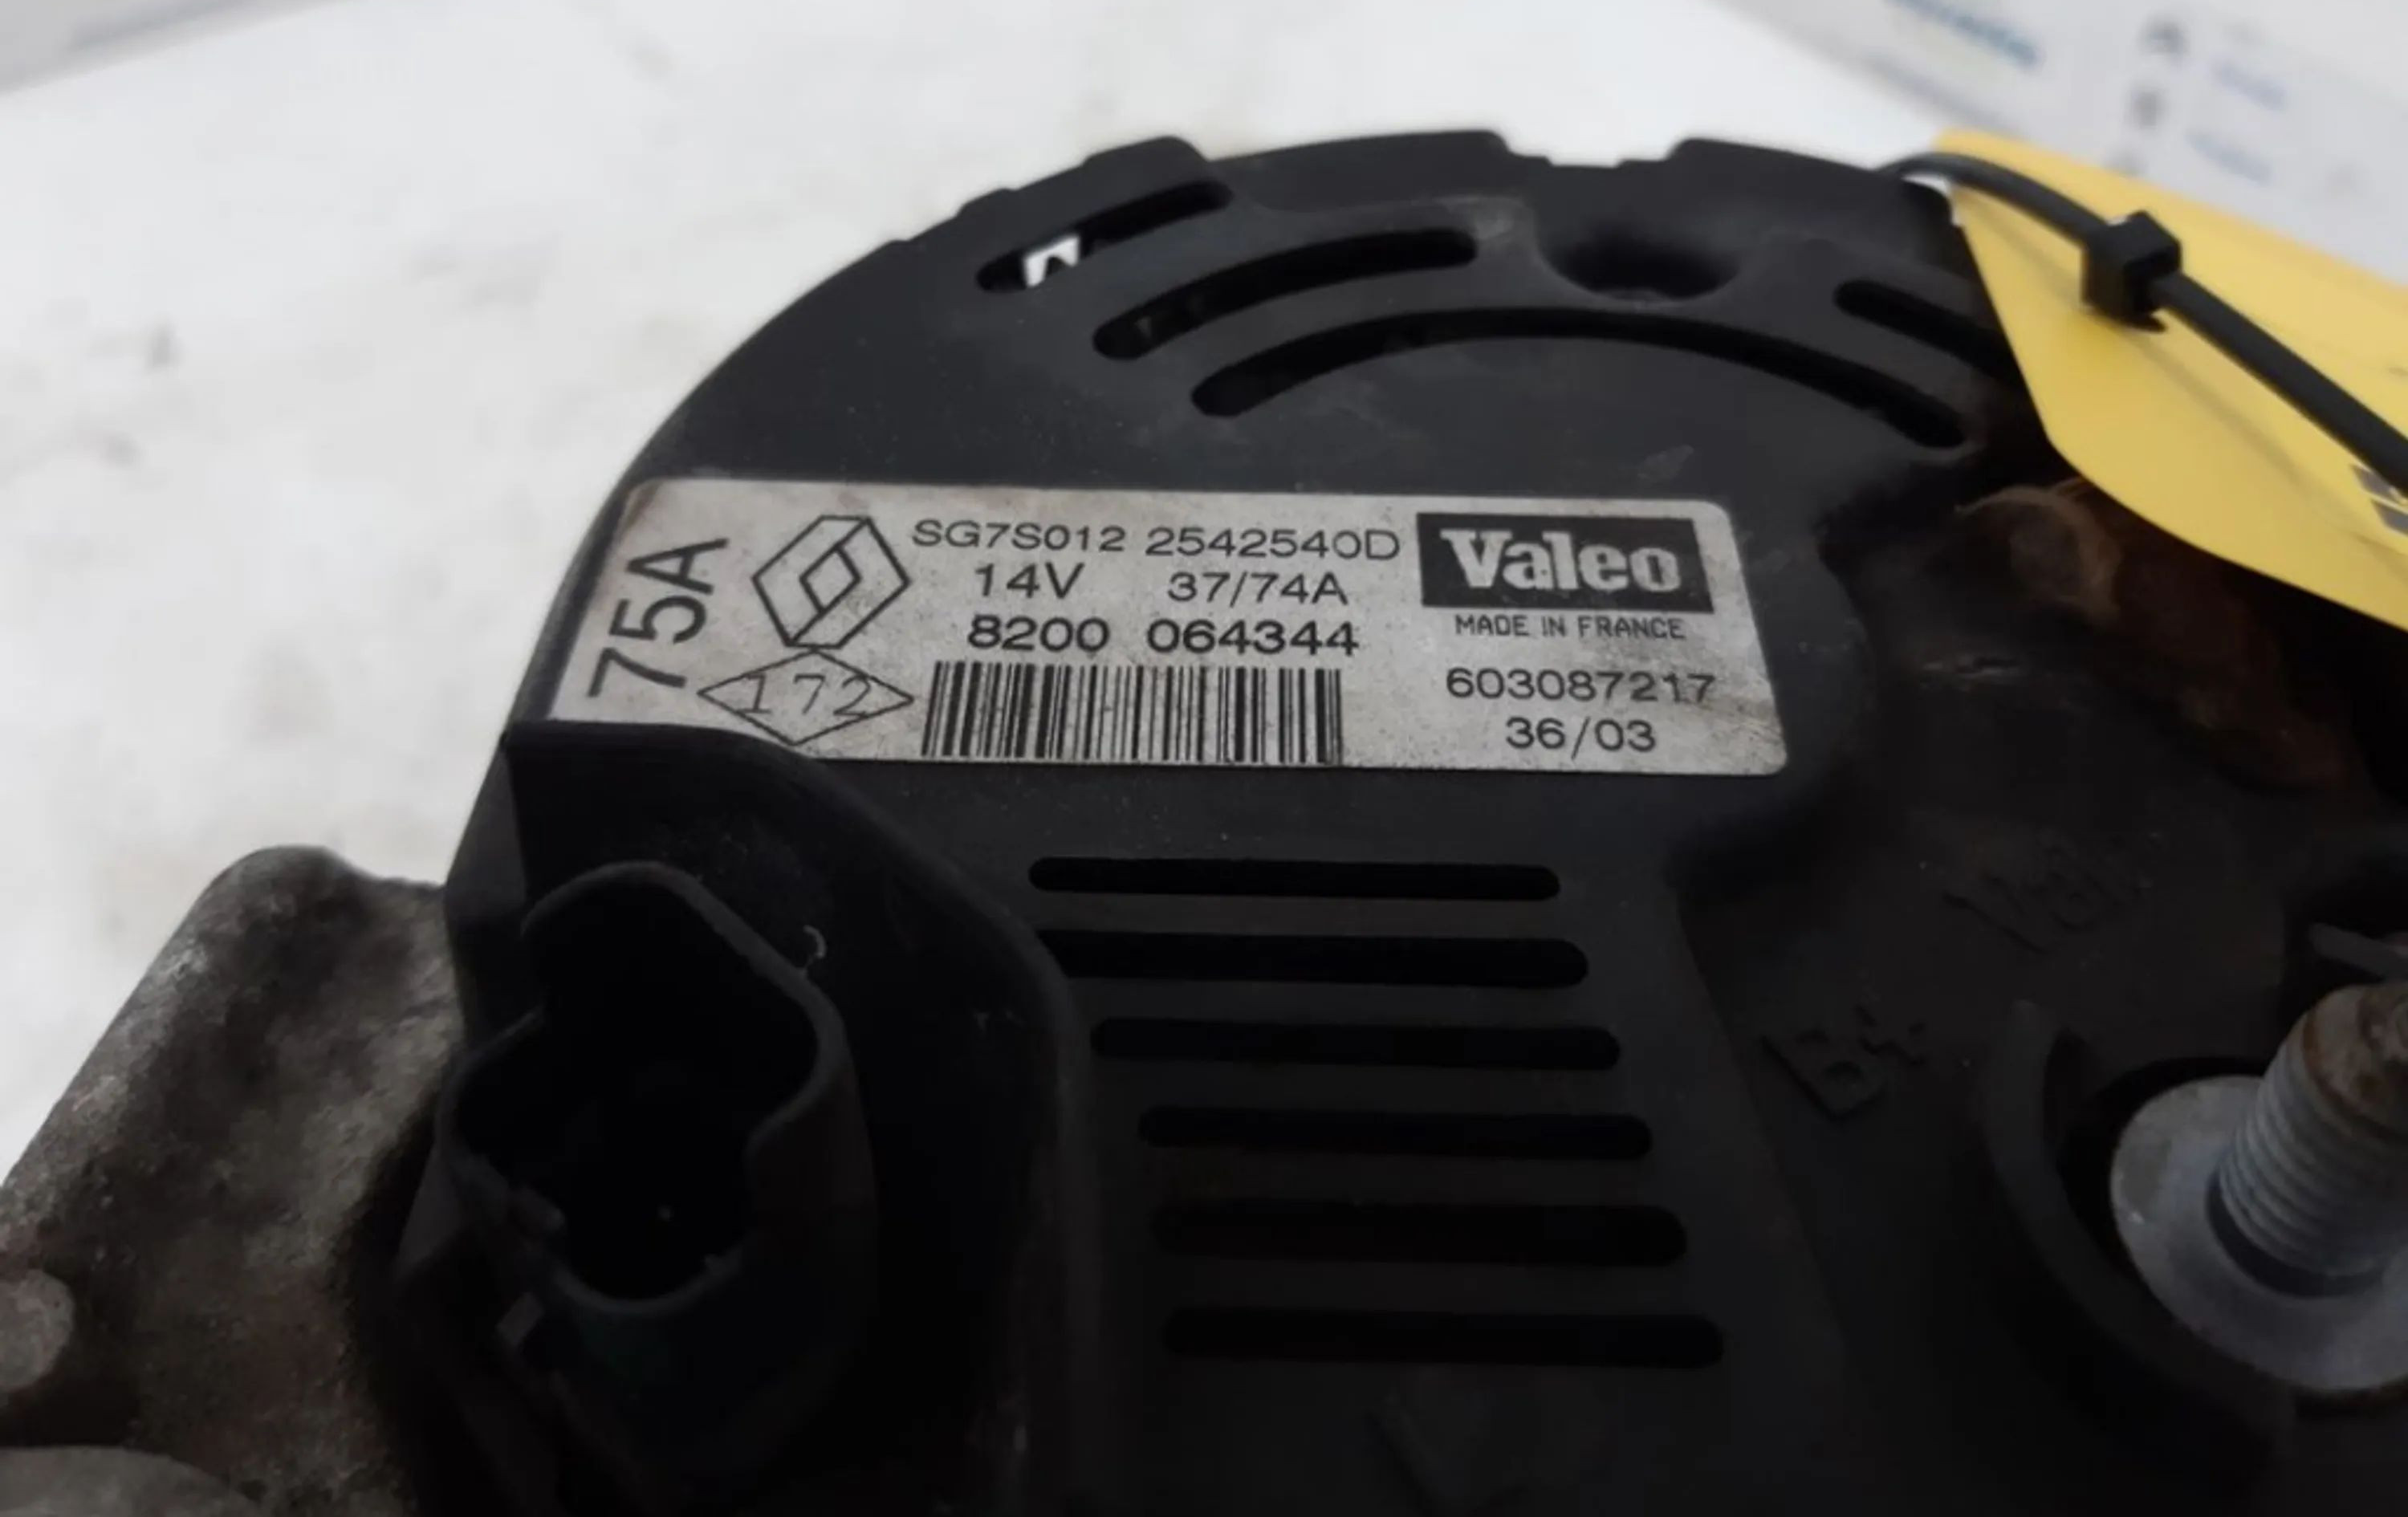 75A
SG7S012 2542540D
14V 37/74A
8200 064344
172
Valeo
MADE IN FRANCE
603087217
36/03
B+